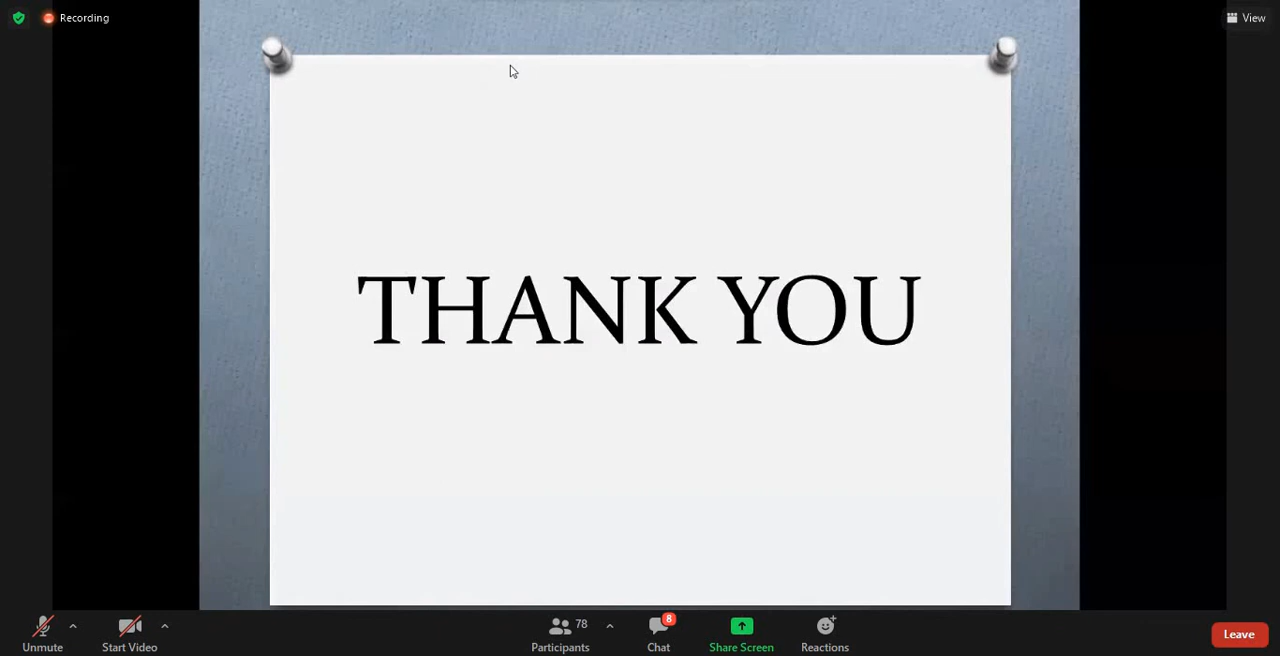 Recording
View
THANK YOU
78
8
Unmute
Start Video
Participants
Chat
Share Screen
Reactions
Leave